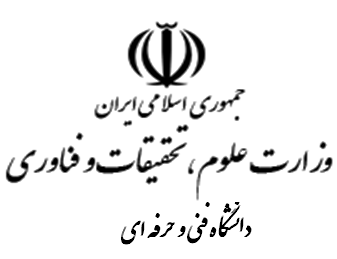 جمهوری اسلامی ایران
وزارت علوم، تحقیقات و فناوری
دانشگاه فنی و حرفه ای